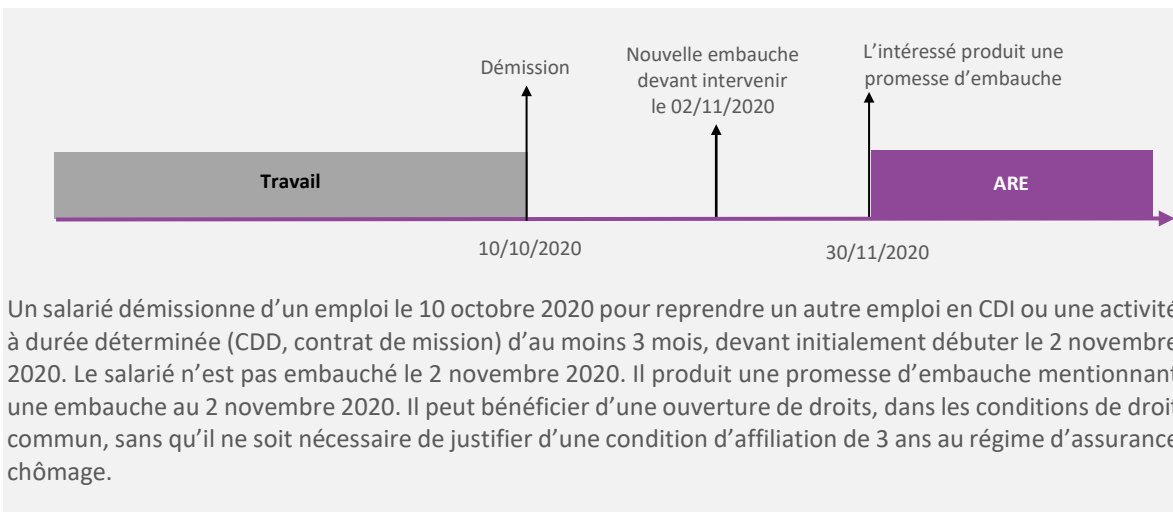 Démission
Nouvelle embauche
devant intervenir
le 02/11/2020
L'intéressé produit une
promesse d'embauche
Travail
ARE
10/10/2020
30/11/2020
Un salarié démissionne d'un emploi le 10 octobre 2020 pour reprendre un autre emploi en CDI ou une activité
à durée déterminée (CDD, contrat de mission) d'au moins 3 mois, devant initialement débuter le 2 novembre
2020. Le salarié n'est pas embauché le 2 novembre 2020. Il produit une promesse d'embauche mentionnant
une embauche au 2 novembre 2020. Il peut bénéficier d'une ouverture de droits, dans les conditions de droit
commun, sans qu'il ne soit nécessaire de justifier d'une condition d'affiliation de 3 ans au régime d'assurance
chômage.